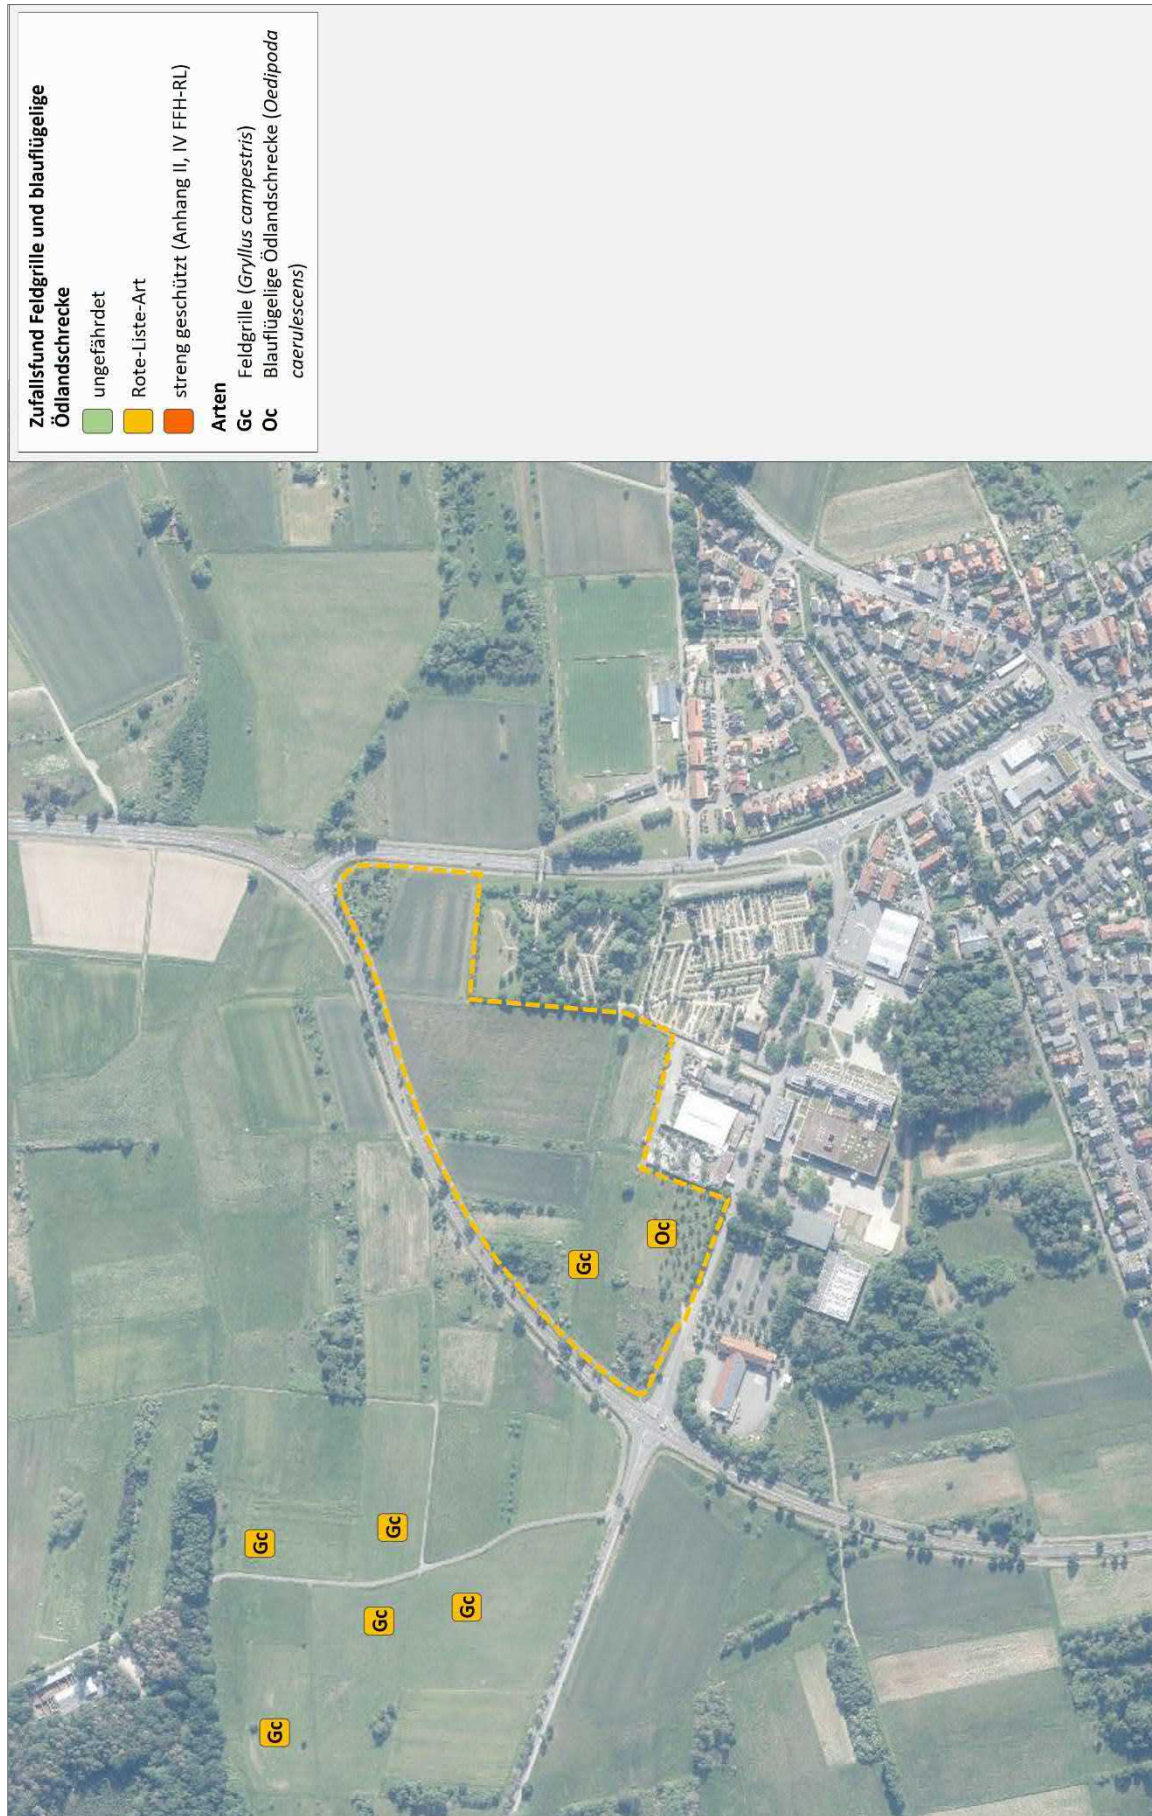 Zufallsfund Feldgrille und blauflügelige
Ödlandschrecke
ungefährdet
Rote-Liste-Art
streng geschützt (Anhang II, IV FFH-RL)
Arten
Gc Feldgrille (Gryllus campestris)
Oc Blauflügelige Ödlandschrecke (Oedipoda
caerulescens)
Gc
Gc
Gc
Gc
Gc
Gc
Oc